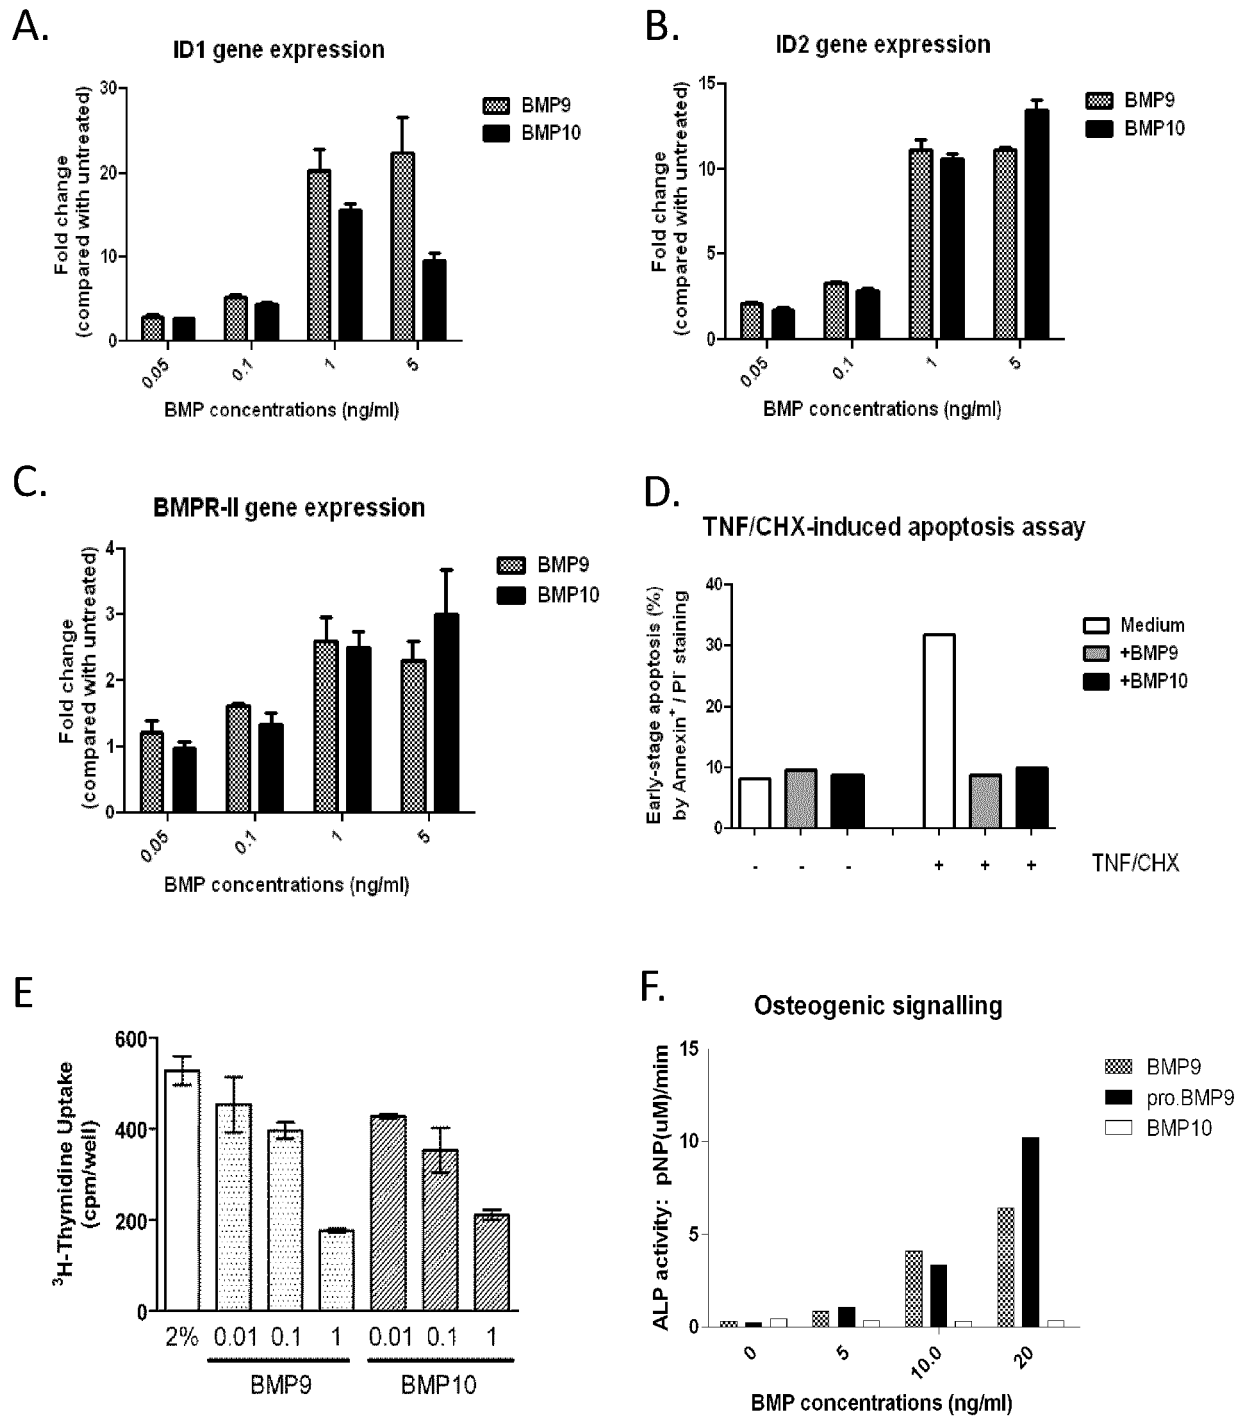 A.
ID1 gene expression
Fold change
(compared with untreated)
30
20
10
0
0.05
0.1
1
5
BMP concentrations (ng/ml)
BMP9
BMP10
B.
ID2 gene expression
Fold change
(compared with untreated)
15
10
5
0
0.05
0.1
1
5
BMP concentrations (ng/ml)
BMP9
BMP10
C.
BMPR-II gene expression
Fold change
(compared with untreated)
4
3
2
1
0
0.05
0.1
1
5
BMP concentrations (ng/ml)
BMP9
BMP10
D.
TNF/CHX-induced apoptosis assay
Early-stage apoptosis (%)
by Annexin⁺ / PI⁻ staining
40
30
20
10
0
- - - + + + TNF/CHX
Medium
+BMP9
+BMP10
E
³H-Thymidine Uptake
(cpm/well)
600
400
200
0
2% 0.01 0.1 1 0.01 0.1 1
BMP9 BMP10
F.
Osteogenic signalling
ALP activity: pNP(uM)/mim
15
10
5
0
0
5
10.0
20
BMP concentrations (ng/ml)
BMP9
pro.BMP9
BMP10